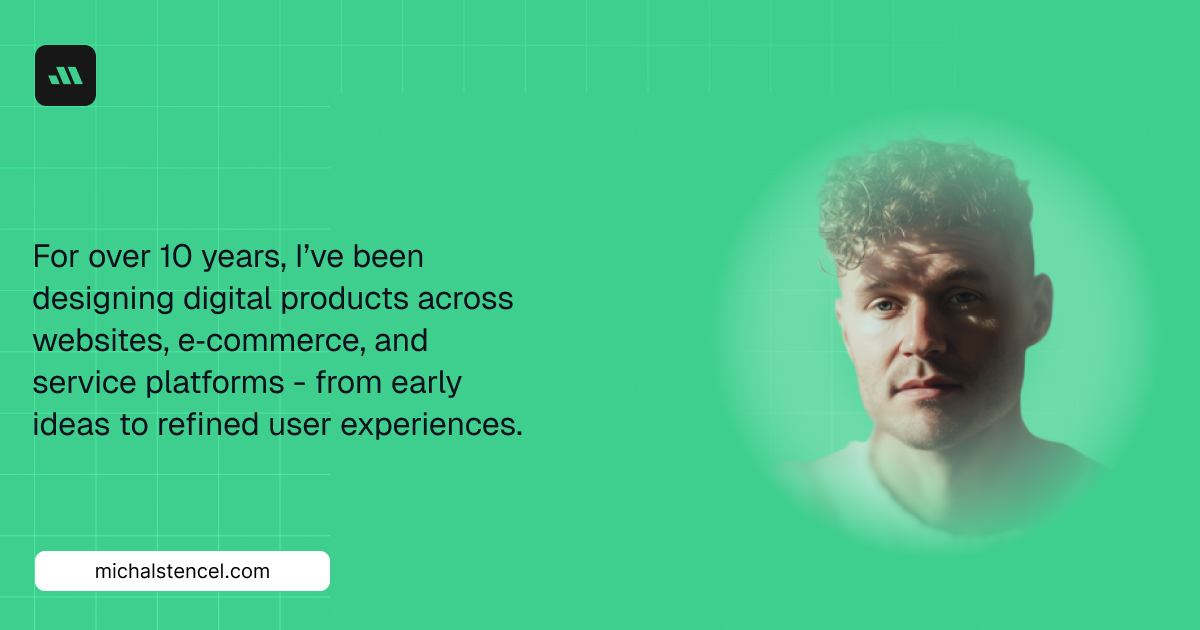 For over 10 years, I’ve been
designing digital products across
websites, e-commerce, and
service platforms - from early
ideas to refined user experiences.
michalstencel.com